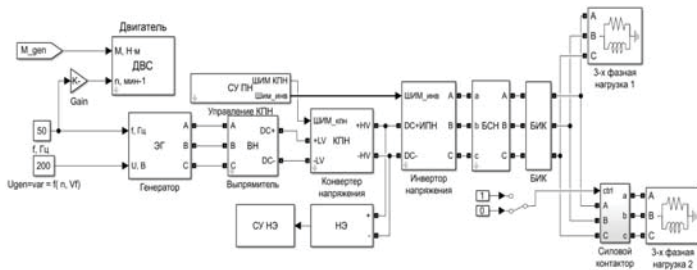 Двигатель
M_gen
M, Н·м
ДВС
n, мин-1
K-
Gain
50
f, Гц
200
Ugen=var = f( n, Vf)
f, Гц
ЭГ
U, В
A
B
C
Генератор
A
B
C
ВН
DC+
DC-
Выпрямитель
СУ ПН
ШИМ КПН
Шим_инв
Управление КПН
ШИМ_кпн
+LV
КПН
-LV
+HV
-HV
Конвертер
напряжения
СУ НЭ
НЭ
+
-
ШИМ_инв
DC+ИПН
DC-
A
B
C
Инвертор
напряжения
a
b
c
БСН
A
B
C
БИК
БИК
A
B
C
3-х фазная
нагрузка 1
1
0
ctrl
A
B
C
a
b
c
Силовой
контактор
A
B
C
3-х фазная
нагрузка 2